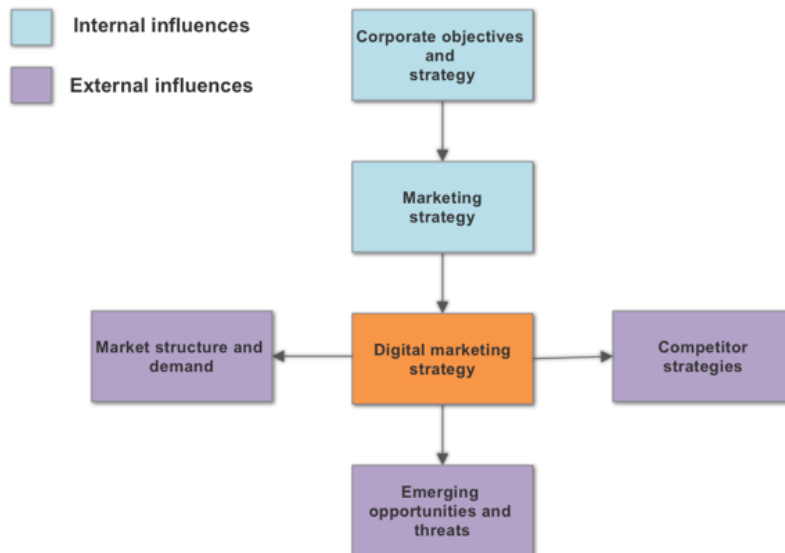 Internal influences
External influences
Corporate objectives
and
strategy
Marketing
strategy
Market structure and
demand
Digital marketing
strategy
Competitor
strategies
Emerging
opportunities and
threats